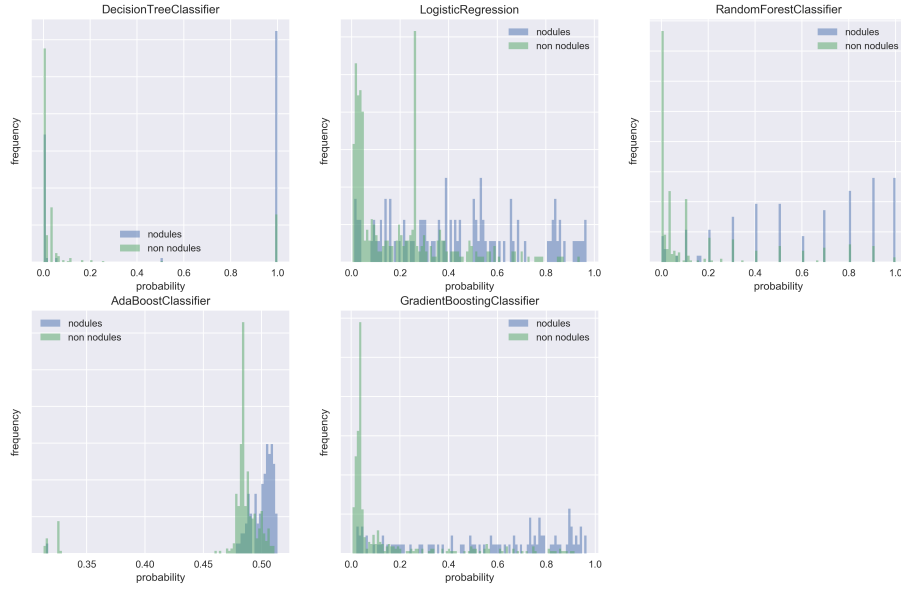 DecisionTreeClassifier
frequency
nodules
non nodules
0.0 0.2 0.4 0.6 0.8 1.0
probability
LogisticRegression
frequency
nodules
non nodules
0.0 0.2 0.4 0.6 0.8 1.0
probability
RandomForestClassifier
frequency
nodules
non nodules
0.0 0.2 0.4 0.6 0.8 1.0
probability
AdaBoostClassifier
frequency
nodules
non nodules
0.35 0.40 0.45 0.50
probability
GradientBoostingClassifier
frequency
nodules
non nodules
0.0 0.2 0.4 0.6 0.8 1.0
probability